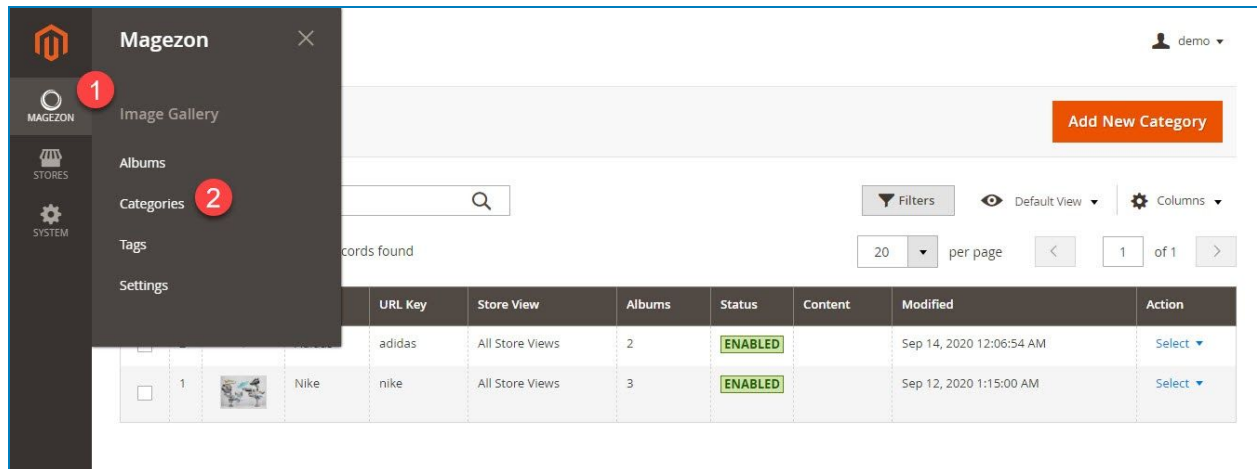 Magezon
demo
1
MAGEZON
Image Gallery
Add New Category
Albums
STORES
Categories
2
Filters
Default View
Columns
SYSTEM
Tags
records found
20
per page
1
of 1
Settings
URL Key
Store View
Albums
Status
Content
Modified
Action
adidas
All Store Views
2
ENABLED
Sep 14, 2020 12:06:54 AM
Select
1
Nike
nike
All Store Views
3
ENABLED
Sep 12, 2020 1:15:00 AM
Select